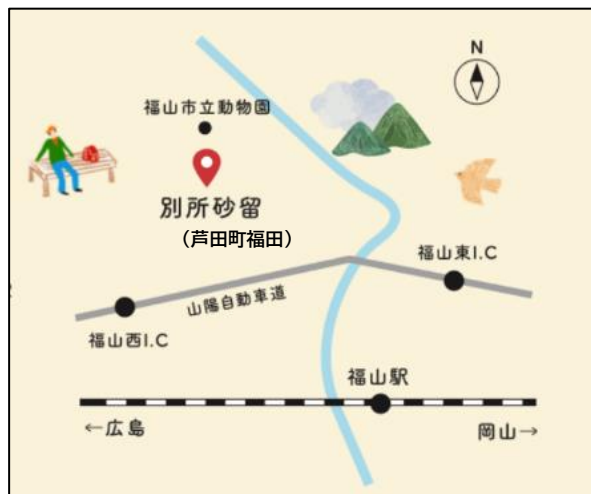 N
福山市立動物園
別所砂留
（芦田町福田）
福山東I.C
山陽自動車道
福山西I.C
福山駅
←広島
岡山→